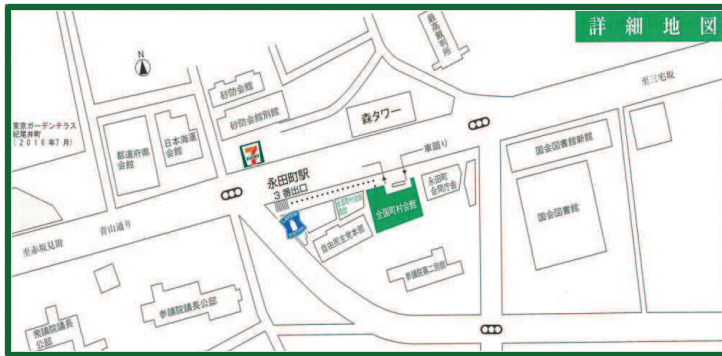 詳細地図
最高裁判所
N
砂防会館
至三宅坂
森タワー
東京ガーデンテラス
紀尾井町
(2016年7月)
砂防会館別館
日本海運
会館
都道府県
会館
車廻り
国会図書館新館
永田町駅
3番出口
永田町
合同庁舎
全国町村会館
国会図書館
青山通り
自由民主党本部
至赤坂見附
参議院第二別館
参議院議長公邸
衆議院議長
公邸